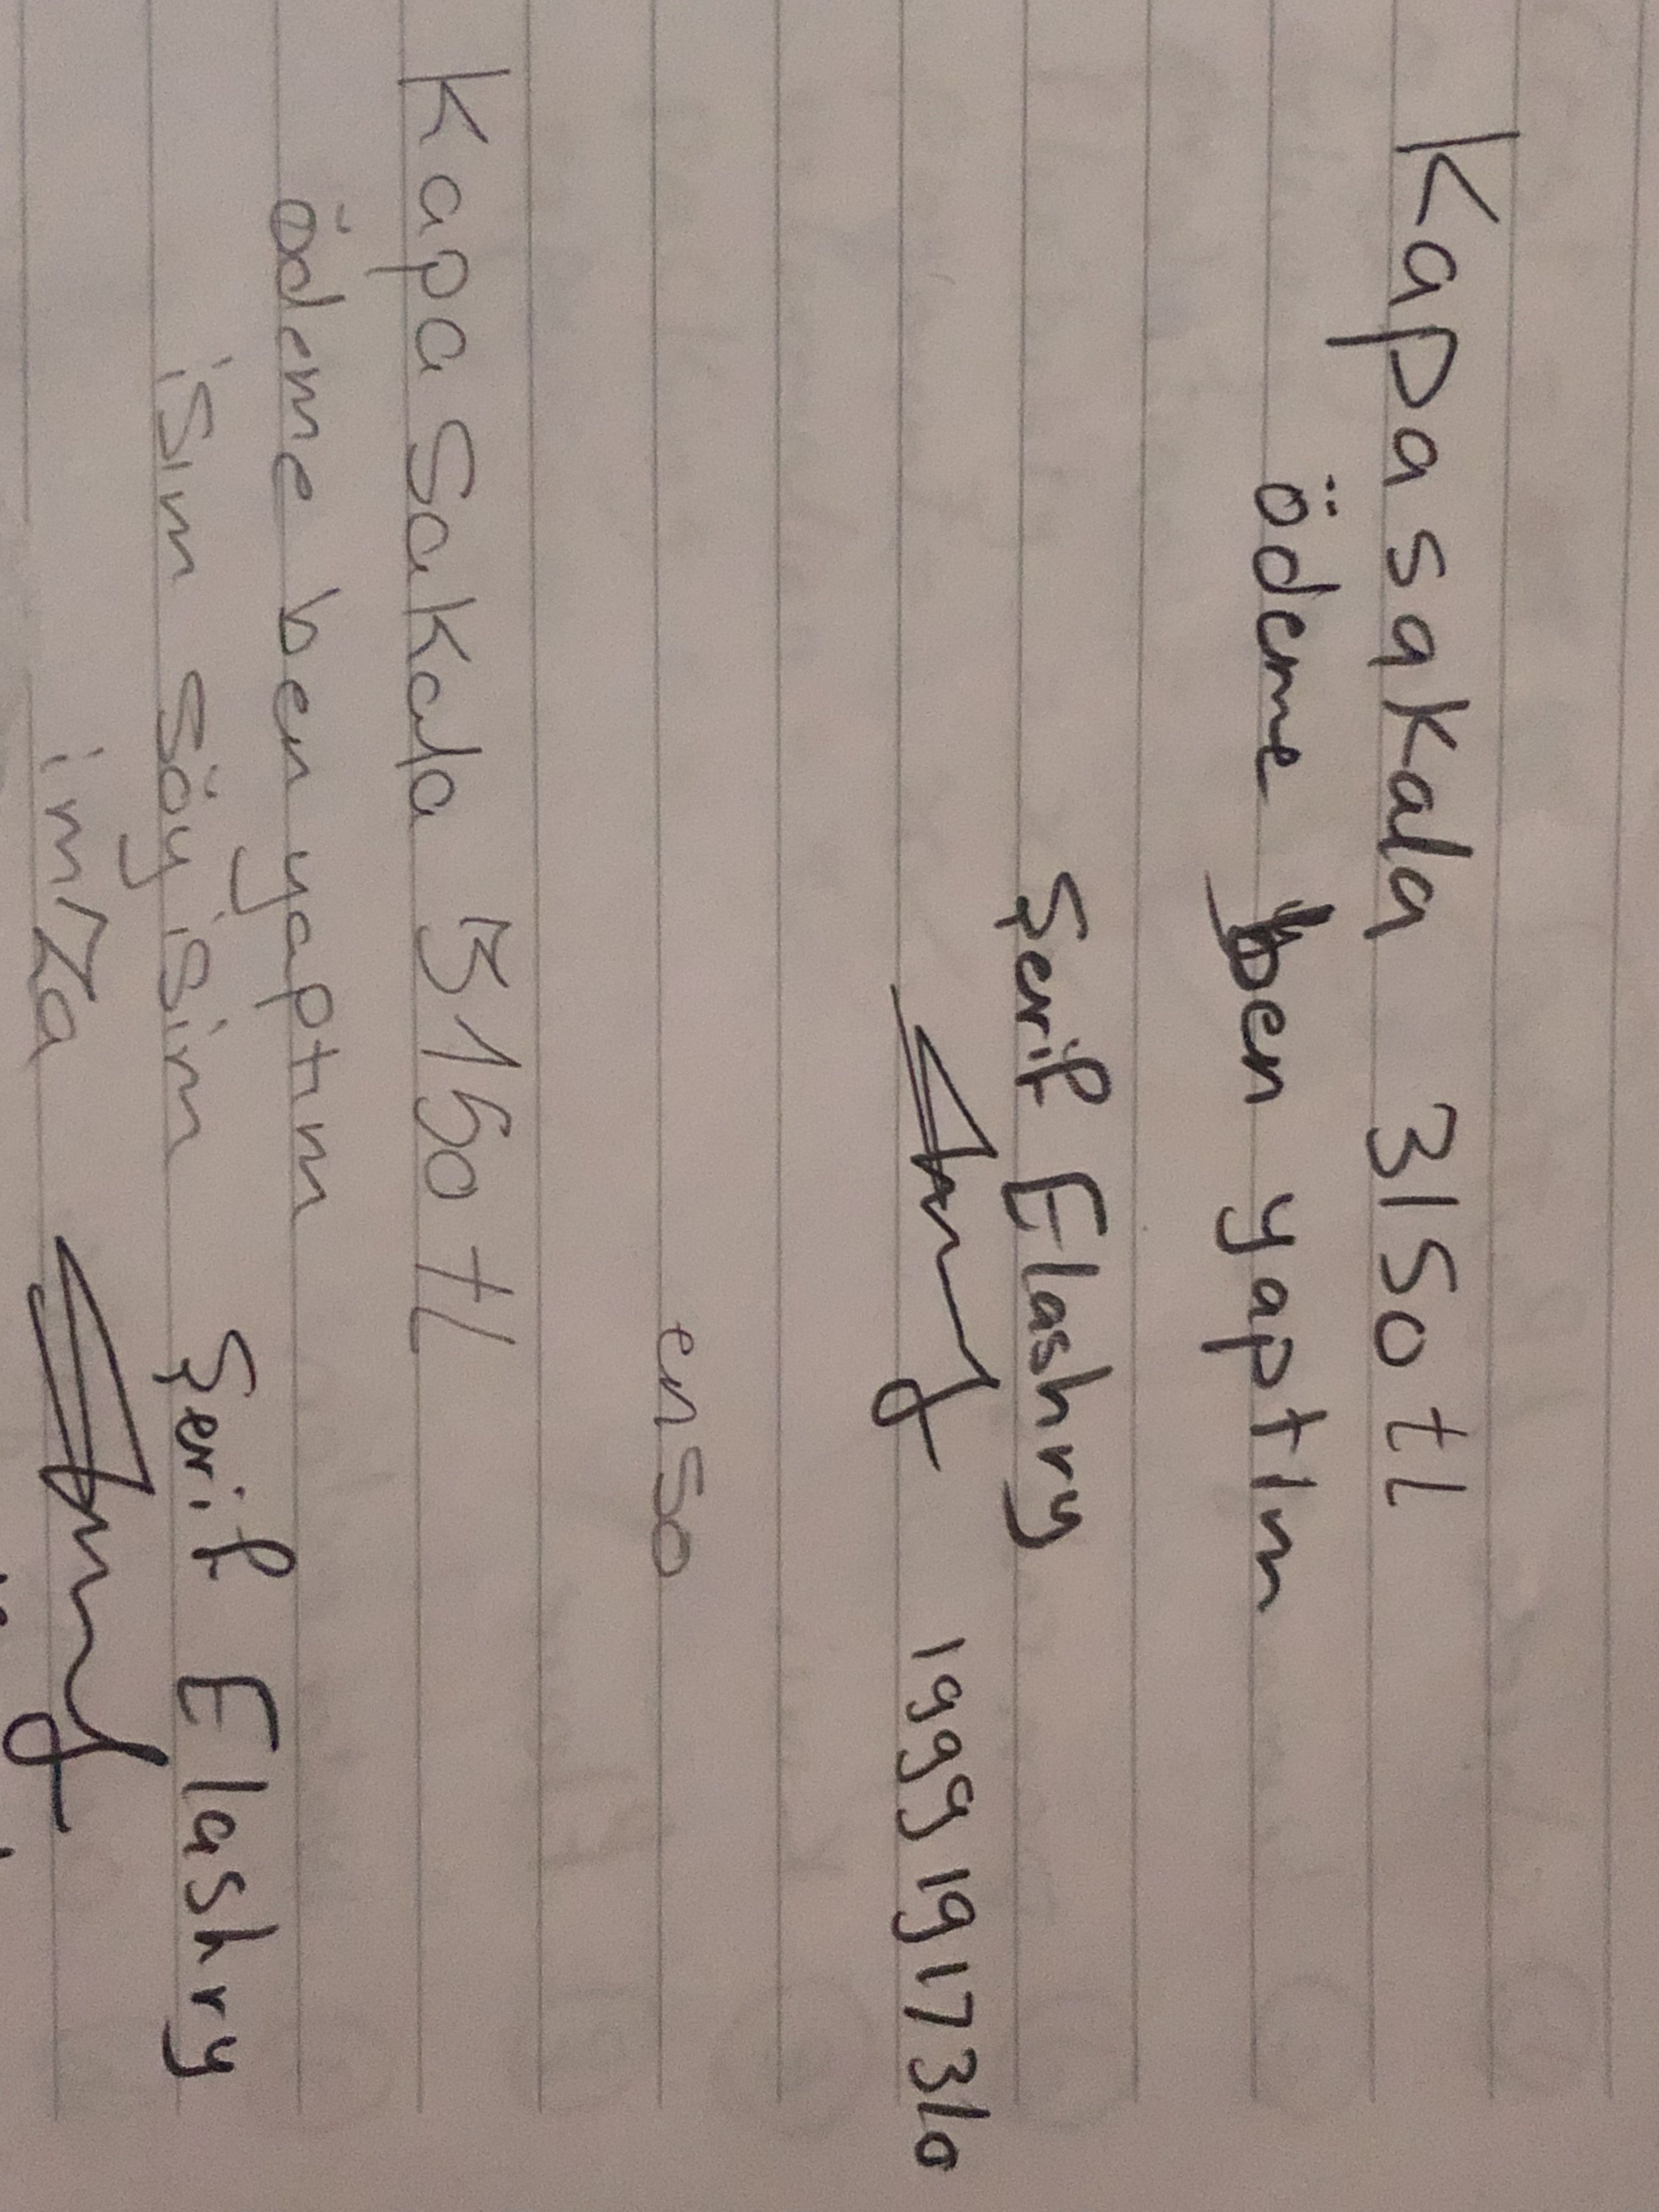 Kapasakala 3150 tl
ödeme ben yaptım
Şerif Elashry
1999191731
enso
Kapa Sakala 3150 tl
ödeme ben yaptım
isim söyisim Şerif Elashry
imza